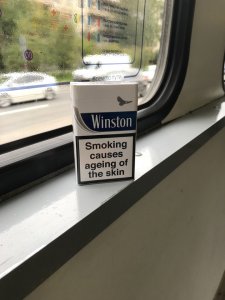 Winston
Smoking
causes
ageing of
the skin